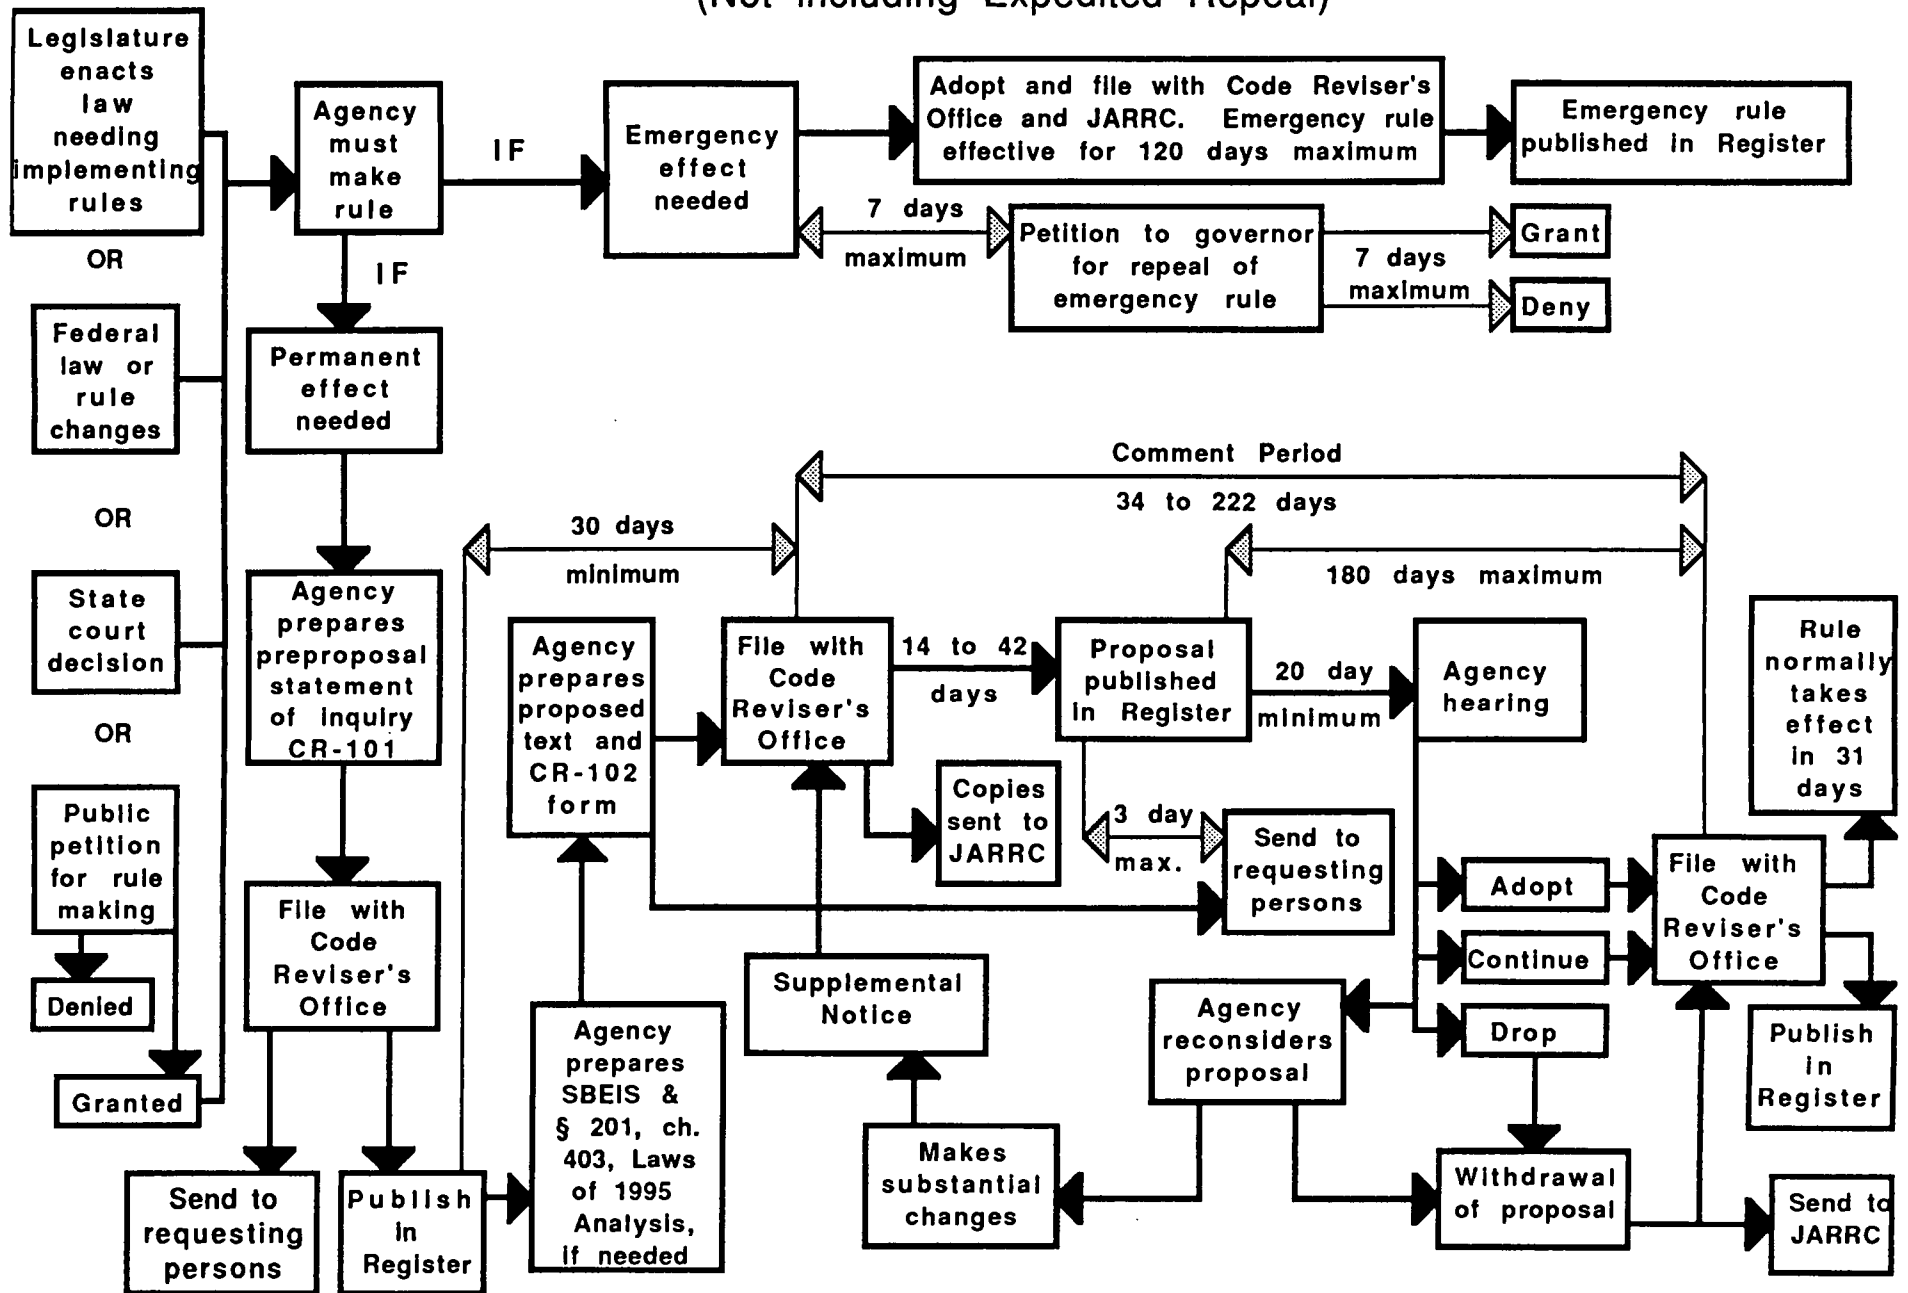 (Not including Expedited Repeal)
Legislature
enacts
law
needing
implementing
rules
OR
Federal
law or
rule
changes
OR
State
court
decision
OR
Public
petition
for rule
making
Denied
Granted
Agency
must
make
rule
IF
IF
Emergency
effect
needed
Adopt and file with Code Reviser's
Office and JARRC. Emergency rule
effective for 120 days maximum
Emergency rule
published in Register
7 days
maximum
Petition to governor
for repeal of
emergency rule
7 days
maximum
Grant
Deny
Permanent
effect
needed
Agency
prepares
preproposal
statement
of inquiry
CR-101
File with
Code
Reviser's
Office
Send to
requesting
persons
Publish
in
Register
30 days
minimum
Agency
prepares
SBEIS &
§ 201, ch.
403, Laws
of 1995
Analysis,
if needed
Agency
prepares
proposed
text and
CR-102
form
File with
Code
Reviser's
Office
Comment Period
34 to 222 days
14 to 42
days
Copies
sent to
JARRC
Proposal
published
in Register
180 days maximum
3 day
max.
Send to
requesting
persons
20 day
minimum
Agency
hearing
Adopt
Continue
Drop
Supplemental
Notice
Makes
substantial
changes
Agency
reconsiders
proposal
Withdrawal
of proposal
File with
Code
Reviser's
Office
Rule
normally
takes
effect
in 31
days
Publish
in
Register
Send to
JARRC